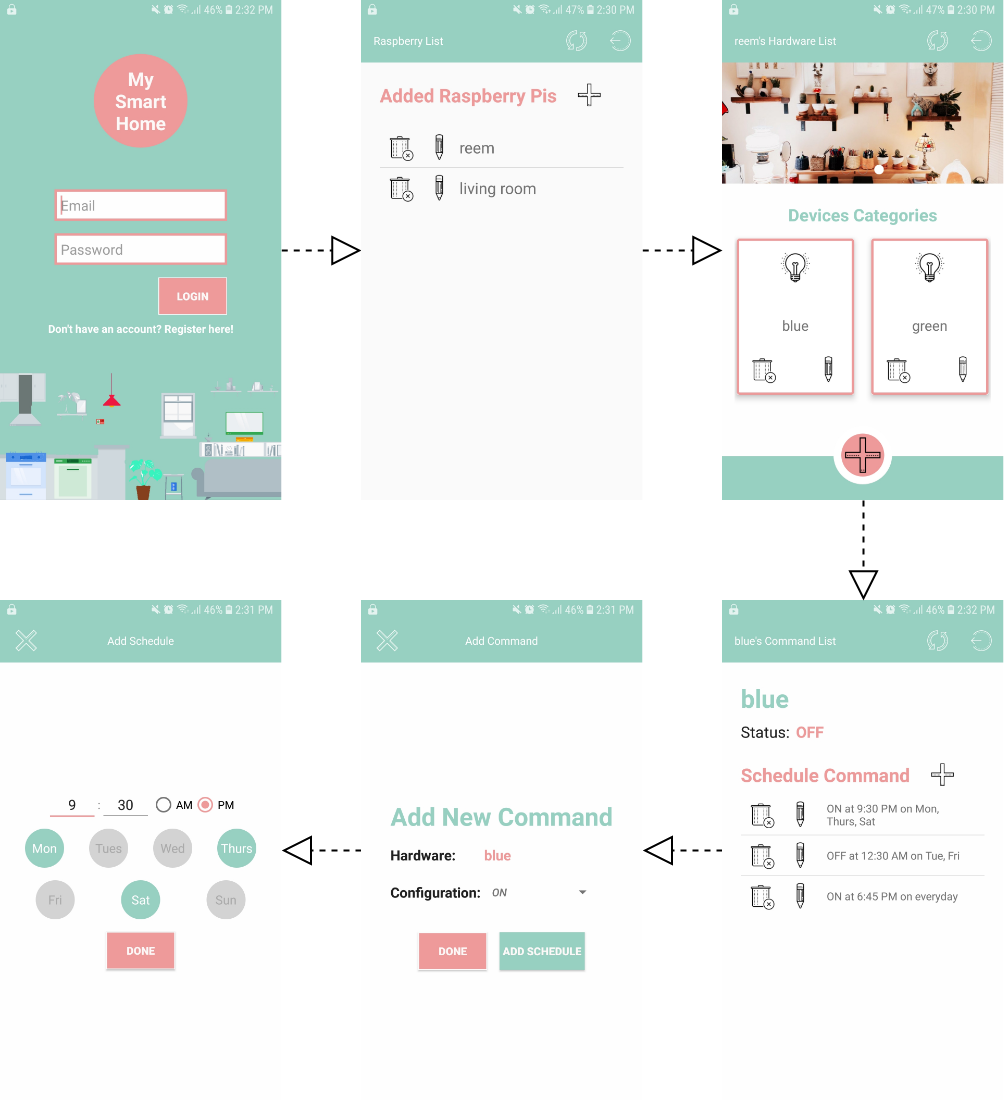 46% 2:32 PM
My
Smart
Home
Email
Password
LOGIN
Don't have an account? Register here!
47% 2:30 PM
Raspberry List
Added Raspberry Pis
reem
living room
47% 2:30 PM
reem's Hardware List
Devices Categories
blue
green
46% 2:32 PM
blue's Command List
blue
Status: OFF
Schedule Command
ON at 9:30 PM on Mon,
Thurs, Sat
OFF at 12:30 AM on Tue, Fri
ON at 6:45 PM on everyday
46% 2:31 PM
Add Command
Add New Command
Hardware: blue
Configuration: ON
DONE ADD SCHEDULE
46% 2:31 PM
Add Schedule
9 : 30 AM PM
Mon Tues Wed Thurs
Fri Sat Sun
DONE